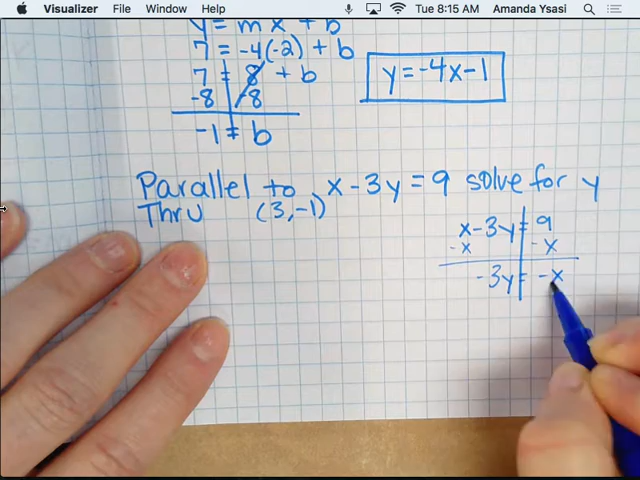 Visualizer File Window Help Tue 8:15 AM Amanda Ysasi
y = mx + b
7 = -4(-2) + b
7 = 8 + b
-8 -8
-1 = b
y = -4x - 1
Parallel to x - 3y = 9 solve for y
Thru (3, -1)
x - 3y = 9
-x -x
-3y = -x